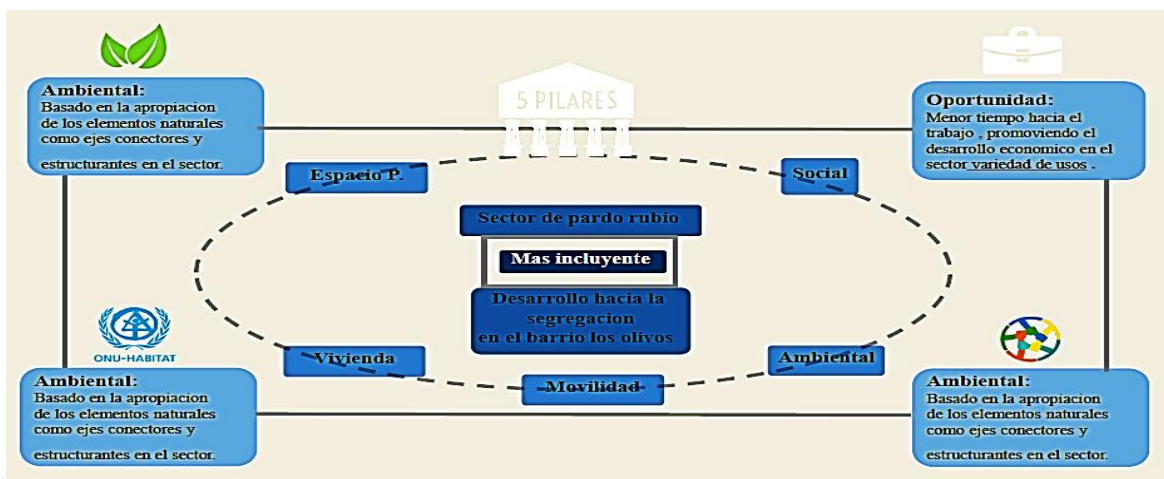 Ambiental:
Basado en la apropiacion
de los elementos naturales
como ejes conectores y
estructurantes en el sector.
5 PILARES
Oportunidad:
Menor tiempo hacia el
trabajo , promoviendo el
desarrollo economico en el
sector variedad de usos .
Espacio P.
Social
Sector de pardo rubio
Mas incluyente
Desarrollo hacia la
segregacion
en el barrio los olivos
Vivienda
Movilidad
Ambiental
ONU-HABITAT
Ambiental:
Basado en la apropiacion
de los elementos naturales
como ejes conectores y
estructurantes en el sector.
Ambiental:
Basado en la apropiacion
de los elementos naturales
como ejes conectores y
estructurantes en el sector.